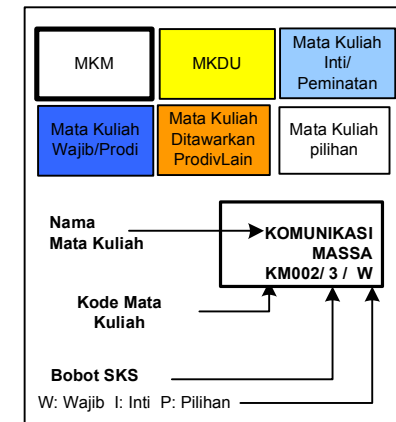 MKM
MKDU
Mata Kuliah
Inti/
Peminatan
Mata Kuliah
Wajib/Prodi
Mata Kuliah
Ditawarkan
ProdivLain
Mata Kuliah
pilihan
Nama
Mata Kuliah
KOMUNIKASI
MASSA
KM002/ 3 / W
Kode Mata
Kuliah
Bobot SKS
W: Wajib I: Inti P: Pilihan